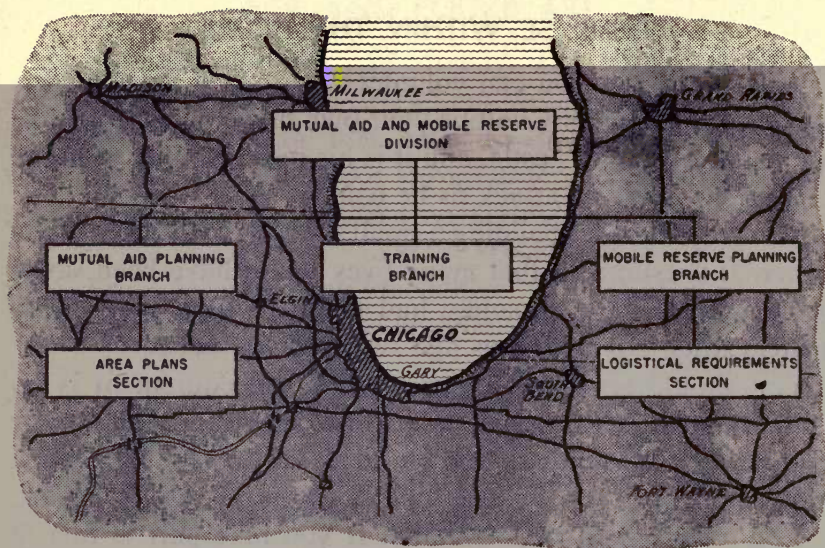 MADISON
MILWAUKEE
GRAND RAPIDS
MUTUAL AID AND MOBILE RESERVE
DIVISION
MUTUAL AID PLANNING
BRANCH
TRAINING
BRANCH
MOBILE RESERVE PLANNING
BRANCH
ELGIN
CHICAGO
AREA PLANS
SECTION
GARY
SOUTH
BEND
LOGISTICAL REQUIREMENTS
SECTION
FORT WAYNE